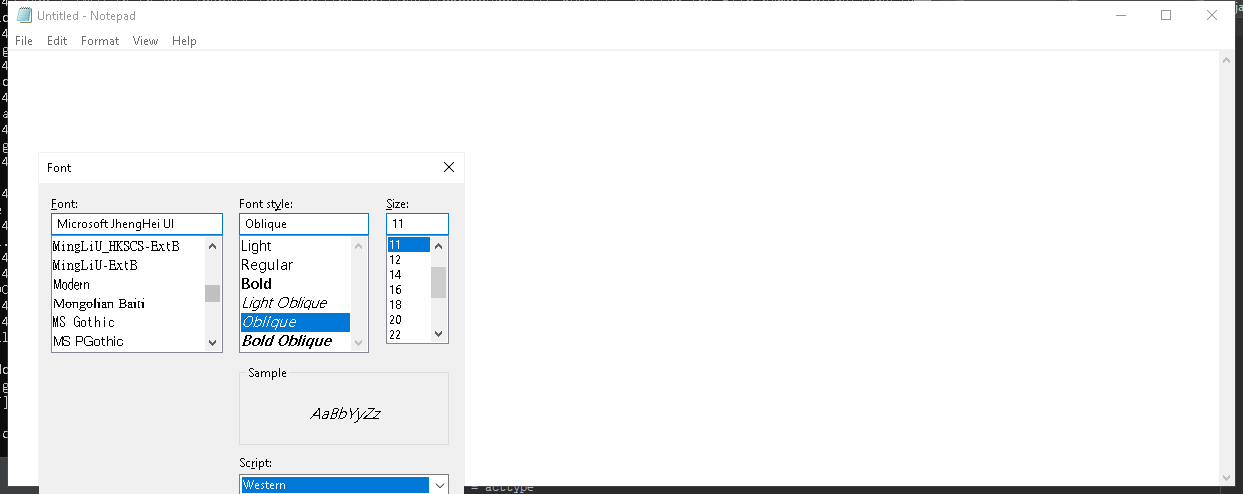 Untitled - Notepad
File Edit Format View Help
Font
Font: Font style: Size:
Microsoft JhengHei UI Oblique 11
MingLiU_HKSCS-ExtB Light 11
MingLiU-ExtB Regular 12
Modern Bold 14
Mongolian Baiti Light Oblique 16
MS Gothic Oblique 18
MS PGothic Bold Oblique 20
22
Sample
AaBbYyZz
Script:
Western
= acttype